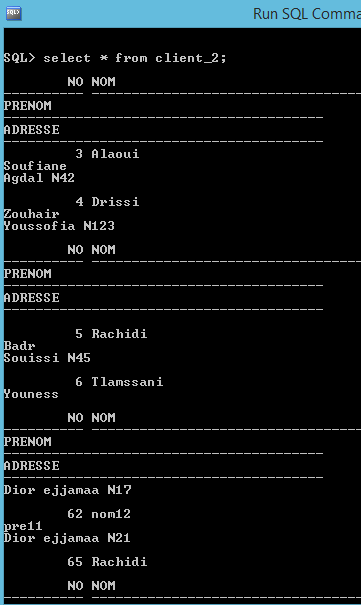 SQL
Run SQL Comma
SQL> select * from client_2;
NO NOM
---------- ------------------------------
PRENOM
----------------------------------------
ADRESSE
----------------------------------------
3 Alaoui
Soufiane
Agdal N42
4 Drissi
Zouhair
Youssofia N123
NO NOM
---------- ------------------------------
PRENOM
----------------------------------------
ADRESSE
----------------------------------------
5 Rachidi
Badr
Souissi N45
6 Tlamssani
Youness
NO NOM
---------- ------------------------------
PRENOM
----------------------------------------
ADRESSE
----------------------------------------
Dior ejjamaa N17
62 nom12
pre11
Dior ejjamaa N21
65 Rachidi
NO NOM
---------- ------------------------------